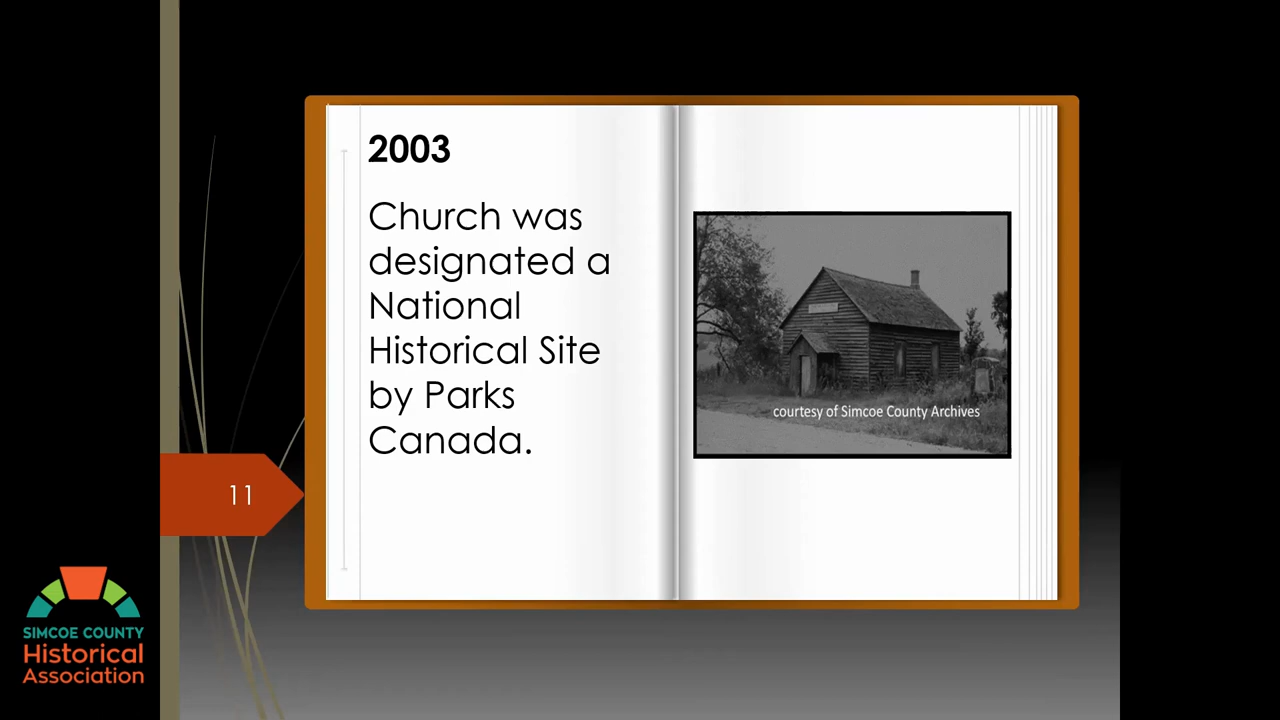 2003
Church was
designated a
National
Historical Site
by Parks
Canada.
courtesy of Simcoe County Archives
11
SIMCOE COUNTY
Historical
Association